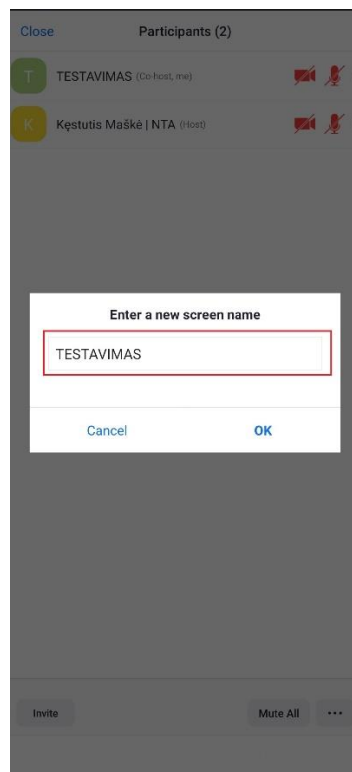 Close Participants (2)
T TESTAVIMAS (Co-host, me)
K Kęstutis Maškė | NTA (Host)
Enter a new screen name
TESTAVIMAS
Cancel OK
Invite Mute All ...